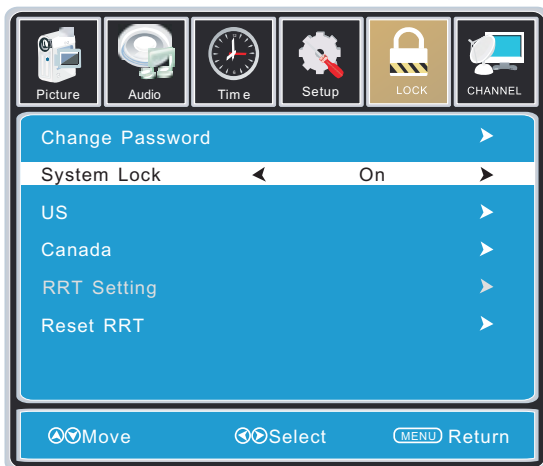 Picture Audio Time Setup LOCK CHANNEL
Change Password
System Lock On
US
Canada
RRT Setting
Reset RRT
Move Select MENU Return